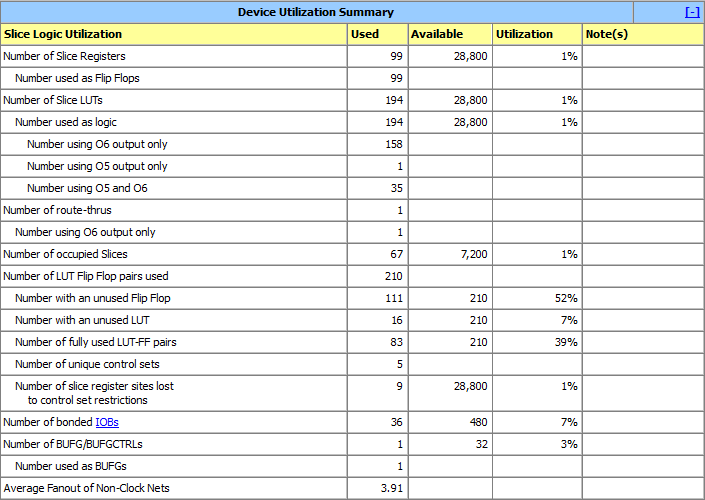 Device Utilization Summary [-]
Slice Logic Utilization Used Available Utilization Note(s)
Number of Slice Registers 99 28,800 1%
Number used as Flip Flops 99
Number of Slice LUTs 194 28,800 1%
Number used as logic 194 28,800 1%
Number using O6 output only 158
Number using O5 output only 1
Number using O5 and O6 35
Number of route-thrus 1
Number using O6 output only 1
Number of occupied Slices 67 7,200 1%
Number of LUT Flip Flop pairs used 210
Number with an unused Flip Flop 111 210 52%
Number with an unused LUT 16 210 7%
Number of fully used LUT-FF pairs 83 210 39%
Number of unique control sets 5
Number of slice register sites lost 9 28,800 1%
to control set restrictions
Number of bonded IOBs 36 480 7%
Number of BUFG/BUFGCTRLs 1 32 3%
Number used as BUFGs 1
Average Fanout of Non-Clock Nets 3.91